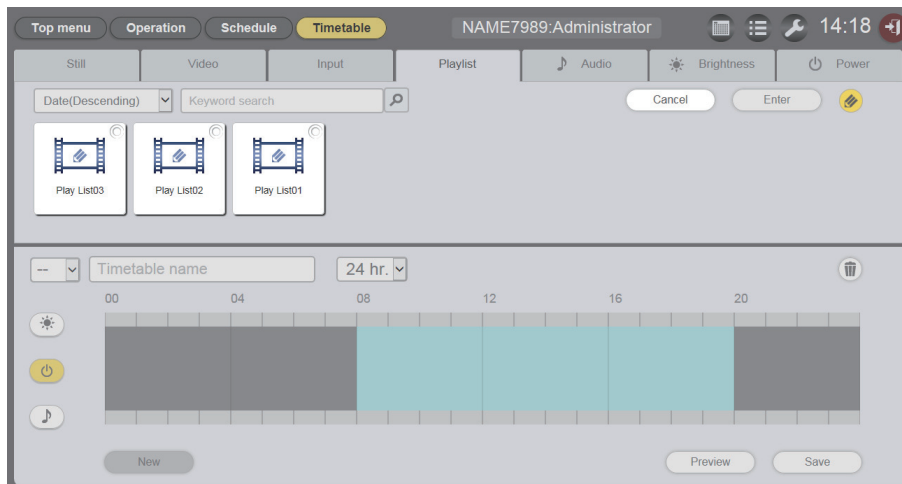 Top menu Operation Schedule Timetable NAME7989:Administrator 14:18
Still Video Input Playlist Audio Brightness Power
Date(Descending) Keyword search Cancel Enter
Play List03 Play List02 Play List01
-- Timetable name 24 hr.
00 04 08 12 16 20
New Preview Save